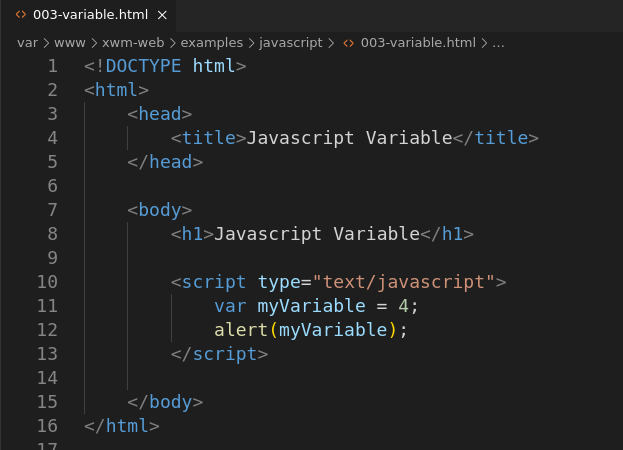 003-variable.html
var > www > xwm-web > examples > javascript > 003-variable.html > ...
1 <!DOCTYPE html>
2 <html>
3     <head>
4         <title>Javascript Variable</title>
5     </head>
6
7     <body>
8         <h1>Javascript Variable</h1>
9
10         <script type="text/javascript">
11             var myVariable = 4;
12             alert(myVariable);
13         </script>
14
15     </body>
16 </html>
17